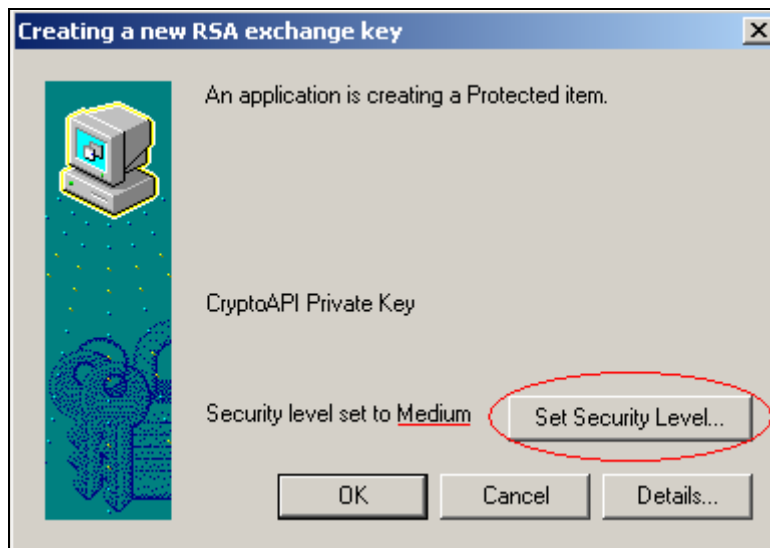 Creating a new RSA exchange key
An application is creating a Protected item.
CryptoAPI Private Key
Security level set to Medium
Set Security Level...
OK
Cancel
Details...